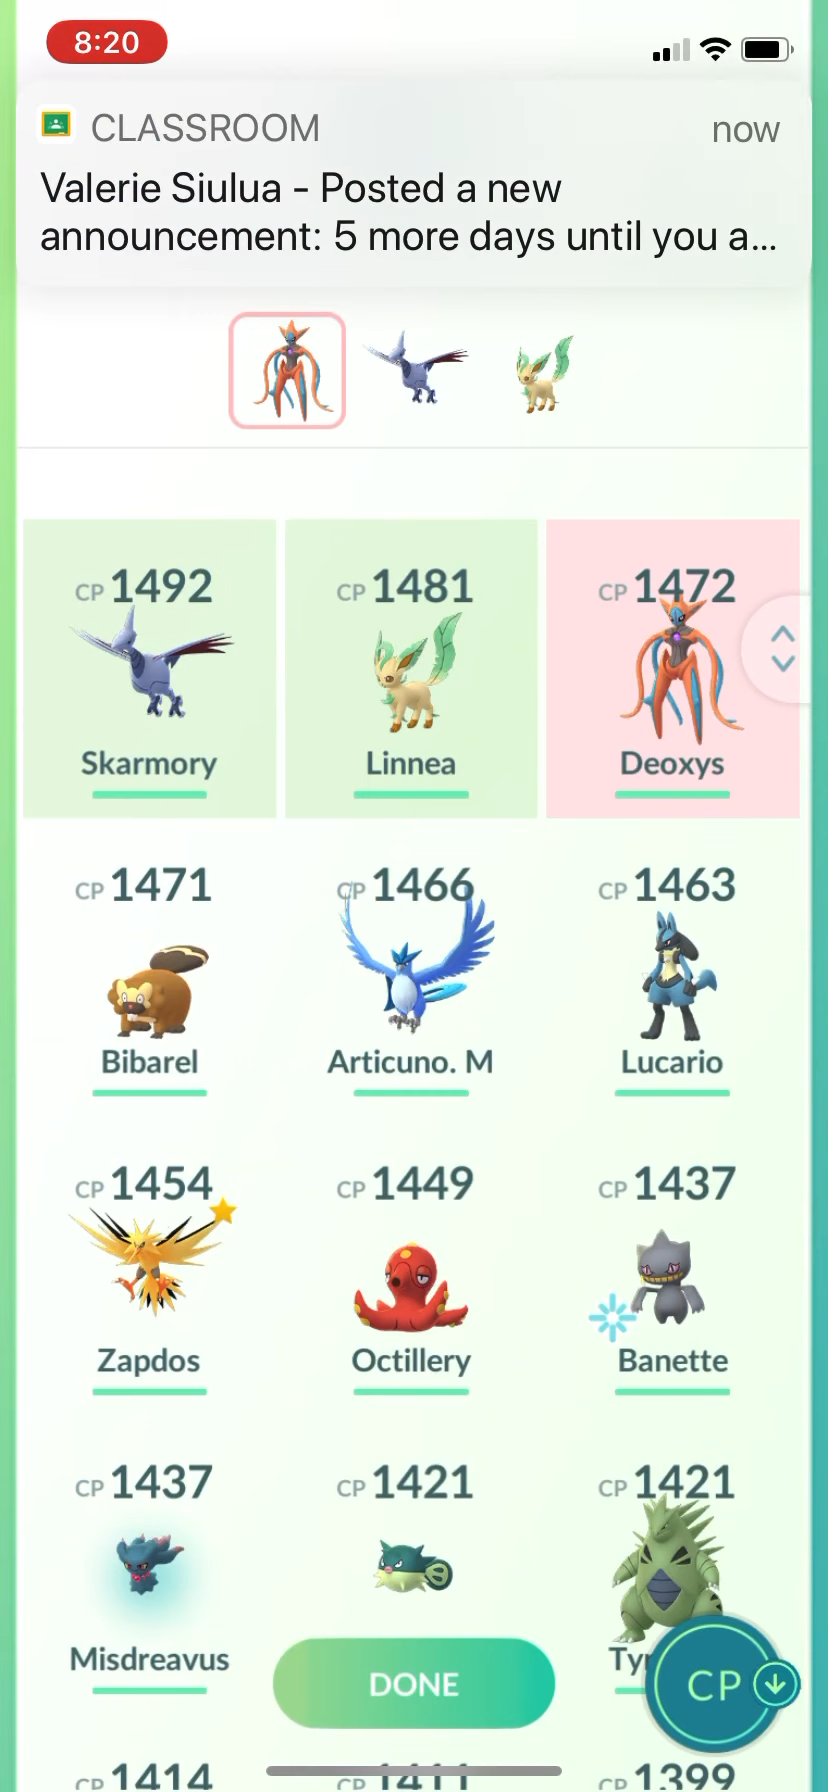 8:20
CLASSROOM
now
Valerie Siulua - Posted a new
announcement: 5 more days until you a...
CP 1492
CP 1481
CP 1472
Skarmory
Linnea
Deoxys
CP 1471
CP 1466
CP 1463
Bibarel
Articuno. M
Lucario
CP 1454
CP 1449
CP 1437
Zapdos
Octillery
Banette
CP 1437
CP 1421
CP 1421
Misdreavus
DONE
CP
CP 1414
CP 1411
CP 1399